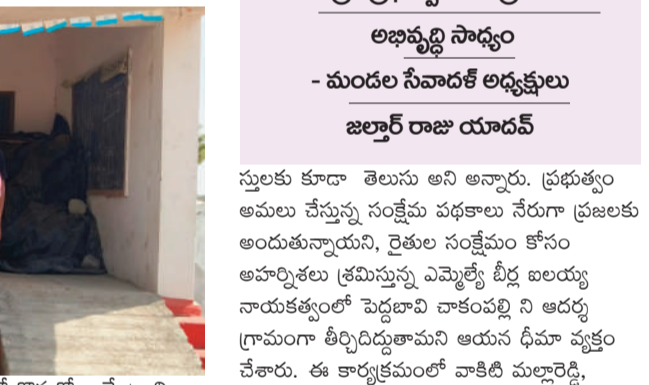 అభివృద్ధి సాధ్యం
- మండల సేవాదళ్ అధ్యక్షులు
జల్తార్ రాజు యాదవ్
స్తులకు కూడా తెలుసు అని అన్నారు. ప్రభుత్వం
అమలు చేస్తున్న సంక్షేమ పథకాలు నేరుగా ప్రజలకు
అందుతున్నాయని, రైతుల సంక్షేమం కోసం
అహర్నిశలు శ్రమిస్తున్న ఎమ్మెల్యే బీర్ల ఐలయ్య
నాయకత్వంలో పెద్దబావి చాకంపల్లి ని ఆదర్శ
గ్రామంగా తీర్చిదిద్దుతామని ఆయన ధీమా వ్యక్తం
చేశారు. ఈ కార్యక్రమంలో వాకిటి మల్లారెడ్డి,